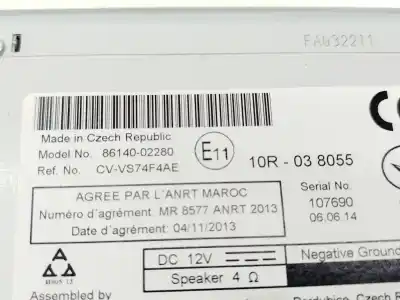 FA032211
Made in Czech Republic
Model No. 86140-02280
Ref. No. CV-VS74F4AE
E11
10R - 03 8055
CE
AGREE PAR L'ANRT MAROC
Numéro d'agrément: MR 8577 ANRT 2013
Date d'agrément: 04/11/2013
Serial No.
107690
06.06.14
DC 12V
Negative Ground
Speaker 4 Ω
Assembled by